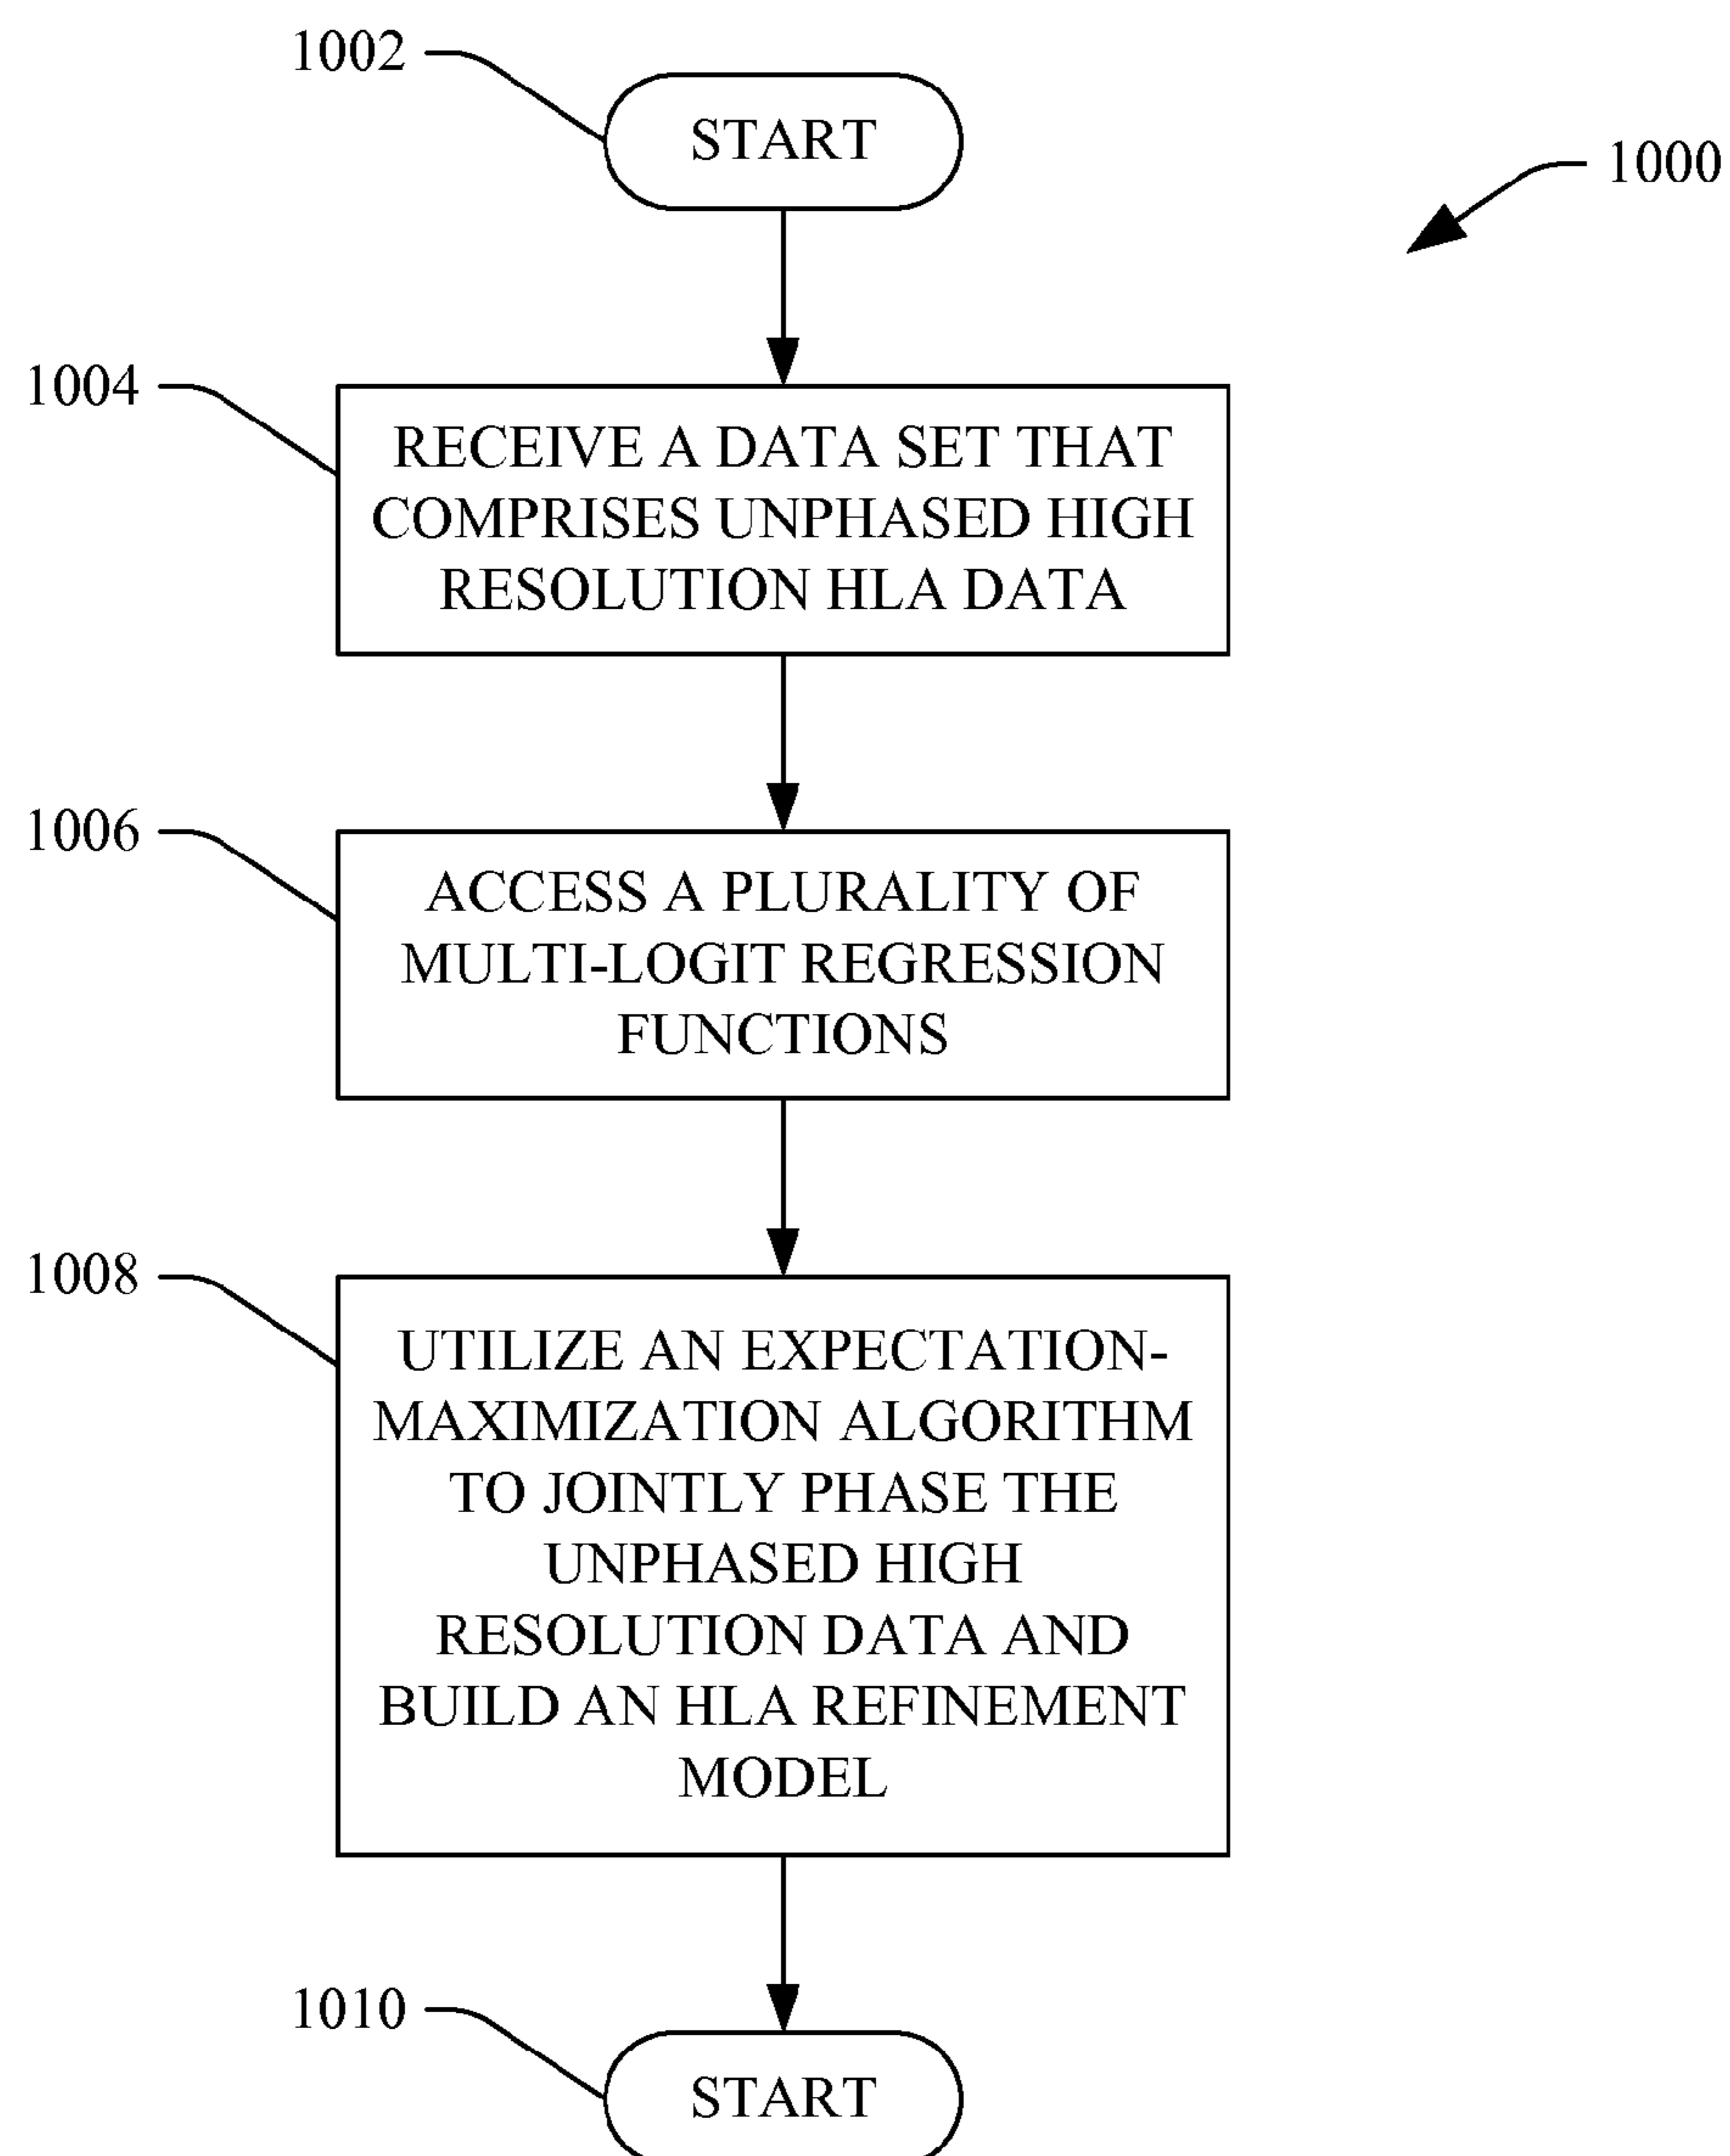 1002
START
1000
1004
RECEIVE A DATA SET THAT
COMPRISES UNPHASED HIGH
RESOLUTION HLA DATA
1006
ACCESS A PLURALITY OF
MULTI-LOGIT REGRESSION
FUNCTIONS
1008
UTILIZE AN EXPECTATION-
MAXIMIZATION ALGORITHM
TO JOINTLY PHASE THE
UNPHASED HIGH
RESOLUTION DATA AND
BUILD AN HLA REFINEMENT
MODEL
1010
START